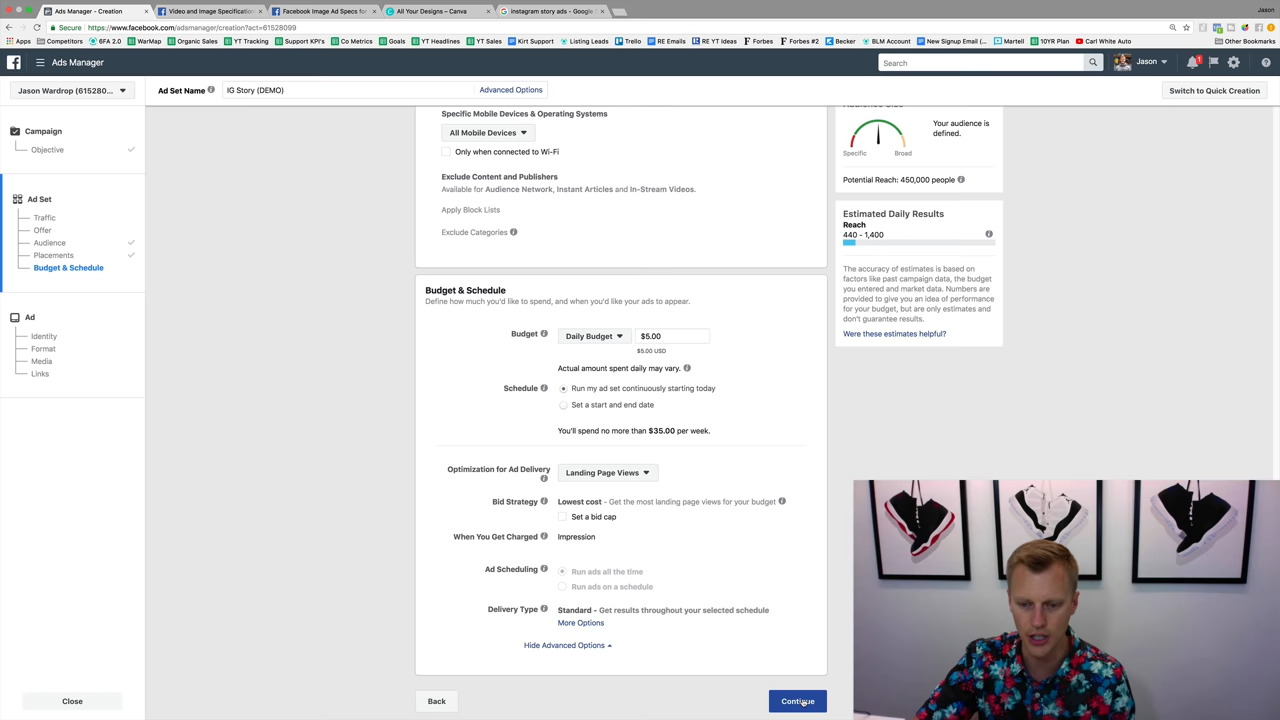 Ads Manager - Creation
Video and Image Specification
Facebook Image Ad Specs for
All Your Designs – Canva
instagram story ads - Google S
Jason
Secure https://www.facebook.com/adsmanager/creation?act=61528099
Apps Competitors 6FA 2.0 WarMap Organic Sales YT Tracking Support KPI's Co Metrics Goals YT Headlines YT Sales Kirt Support Listing Leads Trello RE Emails RE YT Ideas Forbes Forbes #2 Becker BLM Account New Signup Email (... Martell 10YR Plan Carl White Auto Other Bookmarks
Ads Manager
Search
Jason
1
Jason Wardrop (615280...
Ad Set Name
IG Story (DEMO)
Advanced Options
Switch to Quick Creation
Campaign
Objective
Ad Set
Traffic
Offer
Audience
Placements
Budget & Schedule
Ad
Identity
Format
Media
Links
Close
Specific Mobile Devices & Operating Systems
All Mobile Devices
Only when connected to Wi-Fi
Exclude Content and Publishers
Available for Audience Network, Instant Articles and In-Stream Videos.
Apply Block Lists
Exclude Categories
Budget & Schedule
Define how much you'd like to spend, and when you'd like your ads to appear.
Budget
Daily Budget
$5.00
$5.00 USD
Actual amount spent daily may vary.
Schedule
Run my ad set continuously starting today
Set a start and end date
You'll spend no more than $35.00 per week.
Optimization for Ad Delivery
Landing Page Views
Bid Strategy
Lowest cost - Get the most landing page views for your budget
Set a bid cap
When You Get Charged
Impression
Ad Scheduling
Run ads all the time
Run ads on a schedule
Delivery Type
Standard - Get results throughout your selected schedule
More Options
Hide Advanced Options
Back
Continue
Audience Size
Your audience is
defined.
Specific
Broad
Potential Reach: 450,000 people
Estimated Daily Results
Reach
440 - 1,400
The accuracy of estimates is based on
factors like past campaign data, the budget
you entered and market data. Numbers are
provided to give you an idea of performance
for your budget, but are only estimates and
don't guarantee results.
Were these estimates helpful?